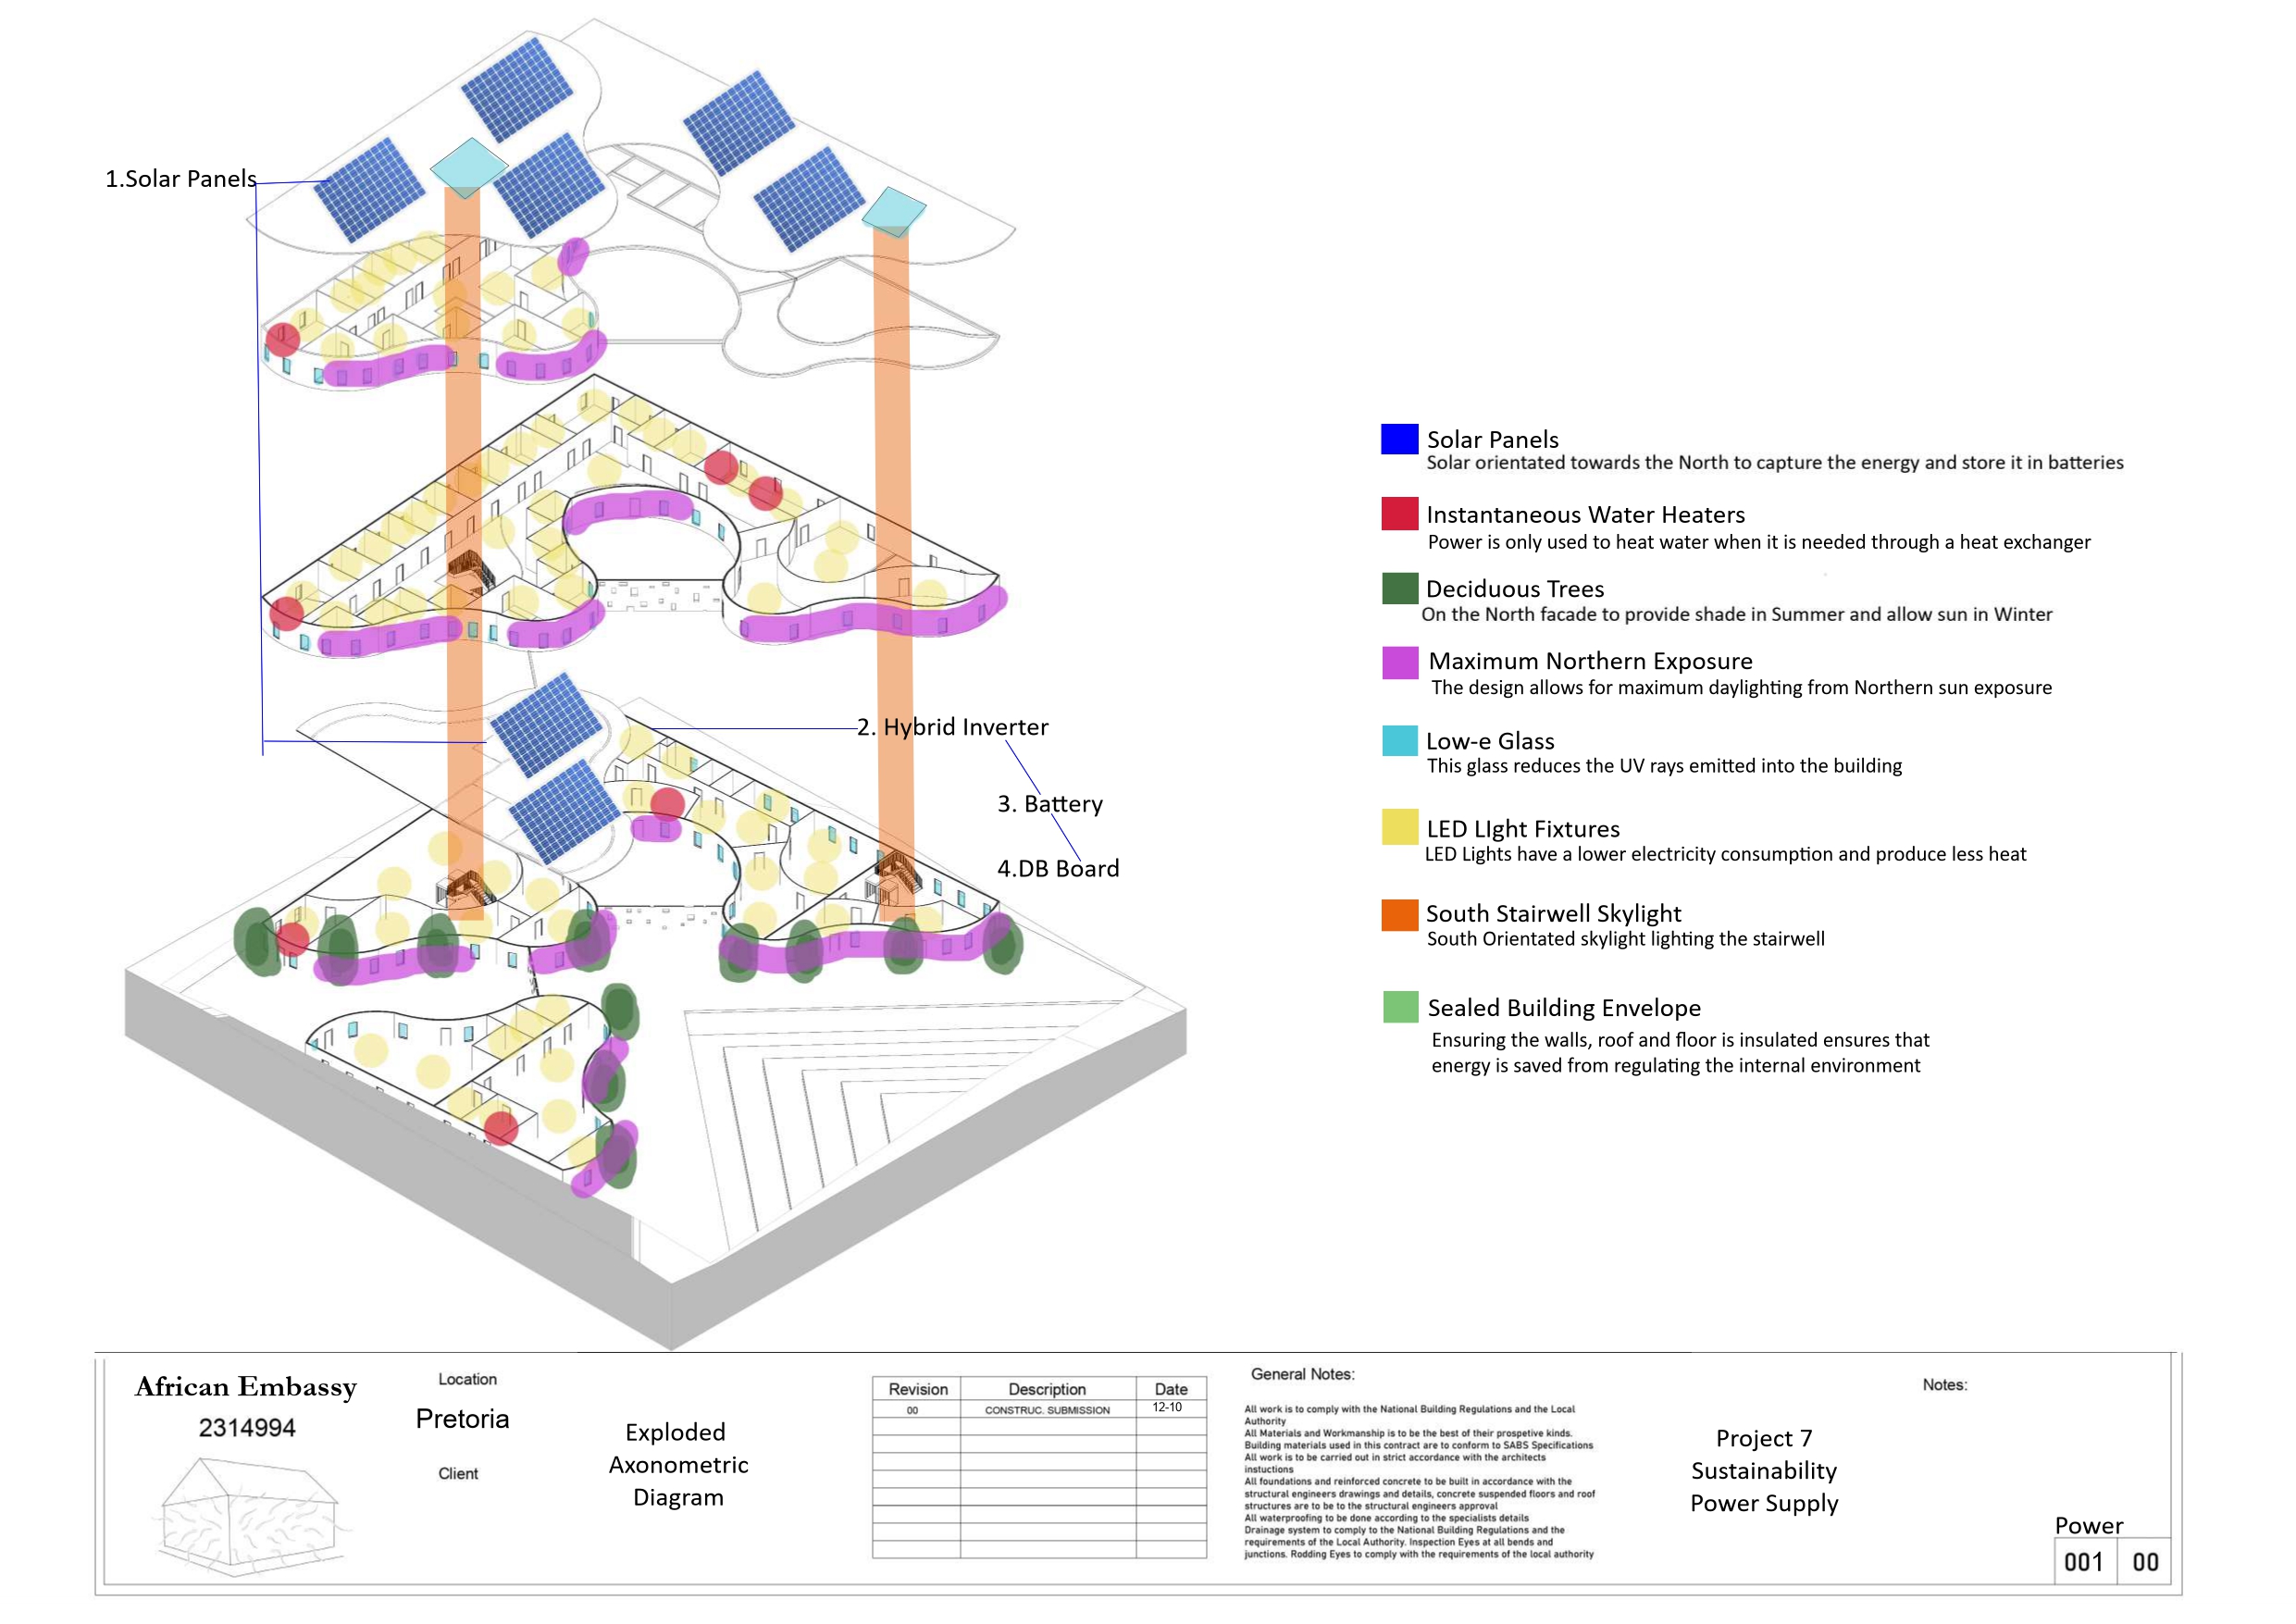 1.Solar Panels
2. Hybrid Inverter
3. Battery
4.DB Board
Solar Panels
Solar orientated towards the North to capture the energy and store it in batteries
Instantaneous Water Heaters
Power is only used to heat water when it is needed through a heat exchanger
Deciduous Trees
On the North facade to provide shade in Summer and allow sun in Winter
Maximum Northern Exposure
The design allows for maximum daylighting from Northern sun exposure
Low-e Glass
This glass reduces the UV rays emitted into the building
LED LIght Fixtures
LED Lights have a lower electricity consumption and produce less heat
South Stairwell Skylight
South Orientated skylight lighting the stairwell
Sealed Building Envelope
Ensuring the walls, roof and floor is insulated ensures that
energy is saved from regulating the internal environment
African Embassy
2314994
Location
Pretoria
Client
Exploded
Axonometric
Diagram
Revision Description Date
00 CONSTRUC. SUBMISSION 12-10
General Notes:
All work is to comply with the National Building Regulations and the Local
Authority
All Materials and Workmanship is to be the best of their prospetive kinds.
Building materials used in this contract are to conform to SABS Specifications
All work is to be carried out in strict accordance with the architects
instuctions
All foundations and reinforced concrete to be built in accordance with the
structural engineers drawings and details, concrete suspended floors and roof
structures are to be to the structural engineers approval
All waterproofing to be done according to the specialists details
Drainage system to comply to the National Building Regulations and the
requirements of the Local Authority. Inspection Eyes at all bends and
junctions. Rodding Eyes to comply with the requirements of the local authority
Project 7
Sustainability
Power Supply
Notes:
Power
001 00